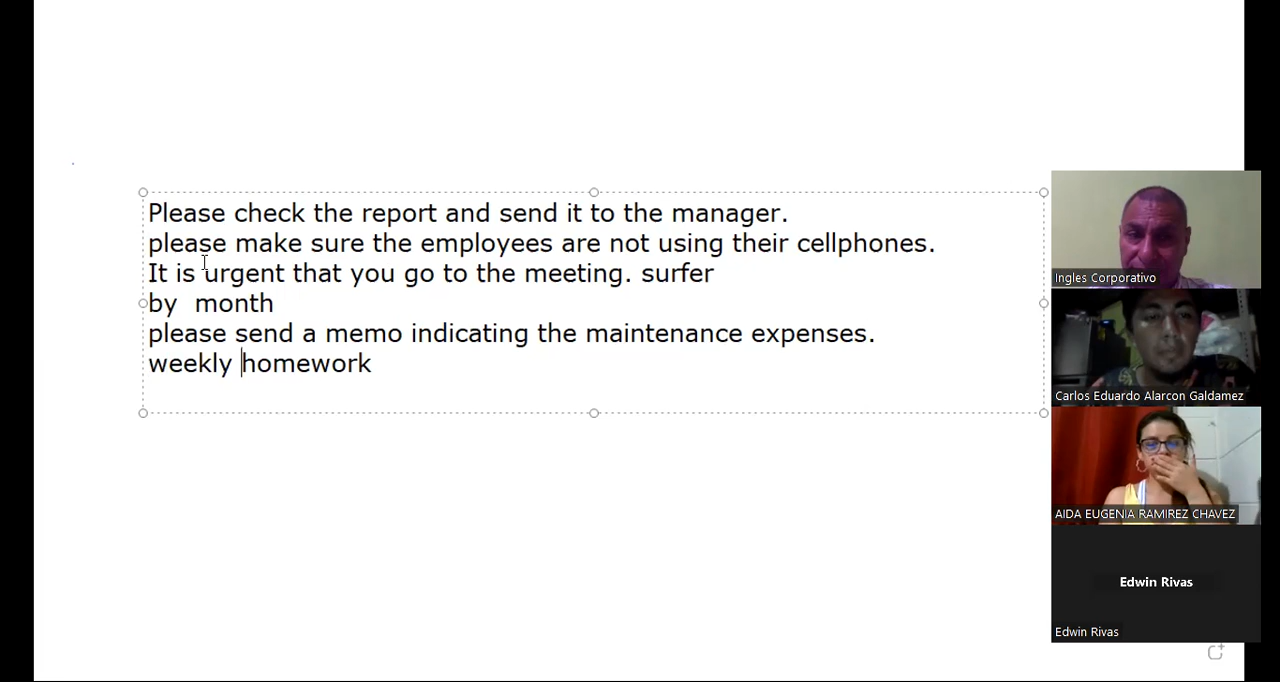 Please check the report and send it to the manager.
please make sure the employees are not using their cellphones.
It is urgent that you go to the meeting. surfer
by  month
please send a memo indicating the maintenance expenses.
weekly homework
Ingles Corporativo
Carlos Eduardo Alarcon Galdamez
AIDA EUGENIA RAMIREZ CHAVEZ
Edwin Rivas
Edwin Rivas